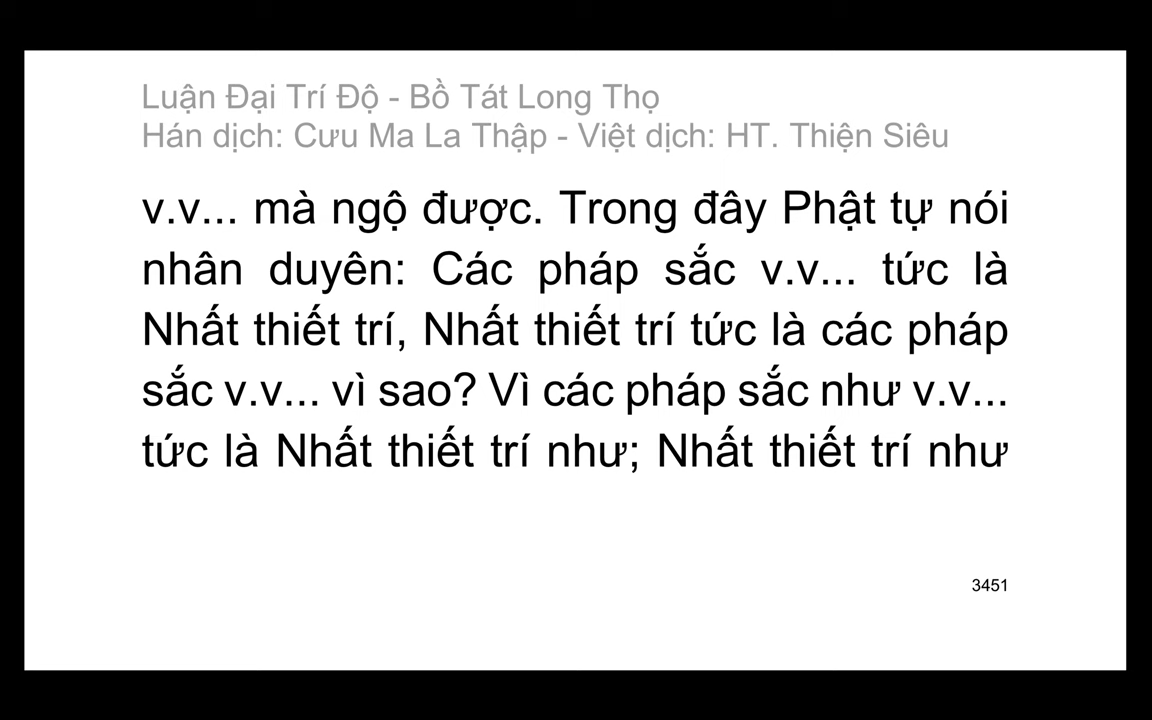 Luận Đại Trí Độ - Bồ Tát Long Thọ
Hán dịch: Cưu Ma La Thập - Việt dịch: HT. Thiện Siêu
v.v... mà ngộ được. Trong đây Phật tự nói
nhân duyên: Các pháp sắc v.v... tức là
Nhất thiết trí, Nhất thiết trí tức là các pháp
sắc v.v... vì sao? Vì các pháp sắc như v.v...
tức là Nhất thiết trí như; Nhất thiết trí như
3451